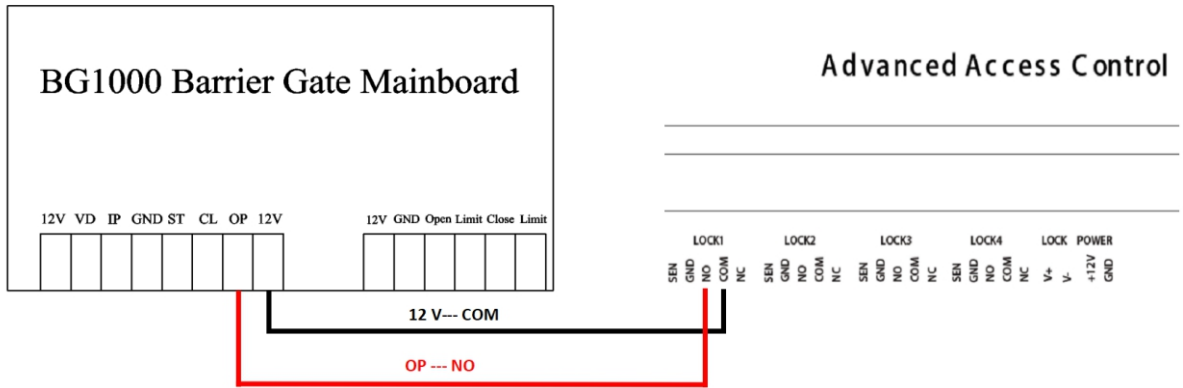 BG1000 Barrier Gate Mainboard
Advanced Access Control
12V VD IP GND ST CL OP 12V
12V GND Open Limit Close Limit
LOCK1 LOCK2 LOCK3 LOCK4 LOCK POWER
SEN GND NO COM NC SEN GND NO COM NC SEN GND NO COM NC SEN GND NO COM NC V+ V- +12V GND
12 V--- COM
OP --- NO